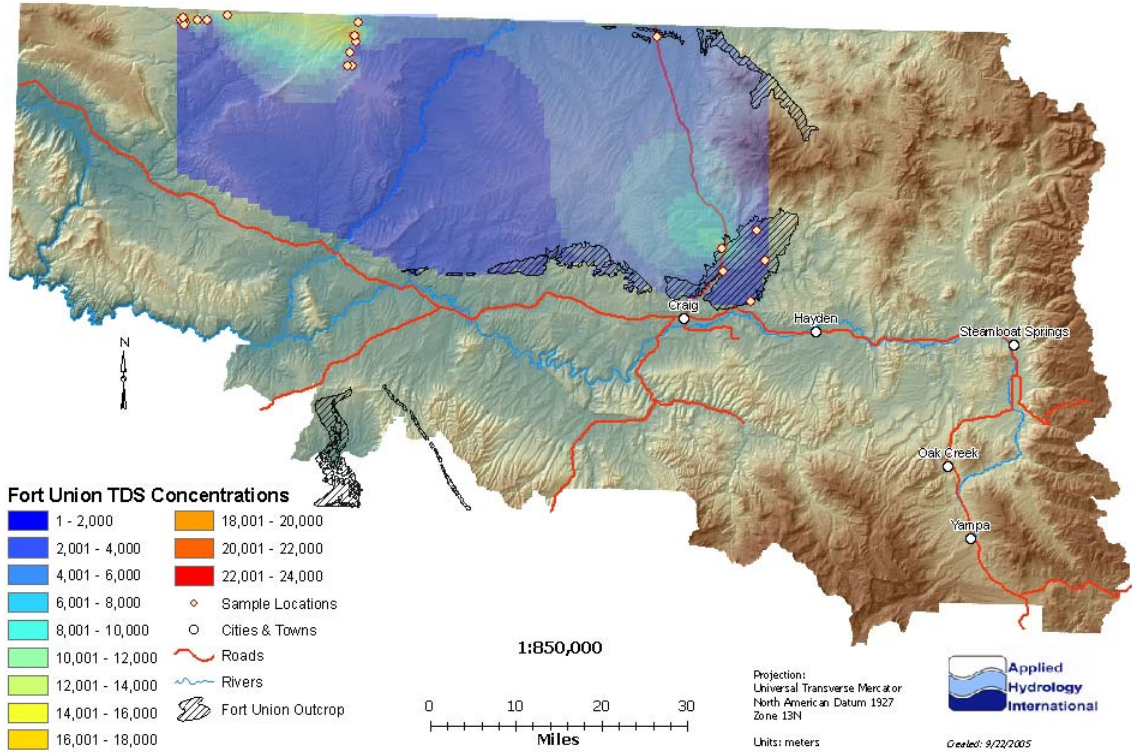 Craig
Hayden
Steamboat Springs
N
Oak Creek
Yampa
Fort Union TDS Concentrations
1 - 2,000
2,001 - 4,000
4,001 - 6,000
6,001 - 8,000
8,001 - 10,000
10,001 - 12,000
12,001 - 14,000
14,001 - 16,000
16,001 - 18,000
18,001 - 20,000
20,001 - 22,000
22,001 - 24,000
Sample Locations
Cities & Towns
Roads
Rivers
Fort Union Outcrop
1:850,000
0 10 20 30
Miles
Projection:
Universal Transverse Mercator
North American Datum 1927
Zone 13N
Units: meters
Applied
Hydrology
International
Created: 9/22/2005